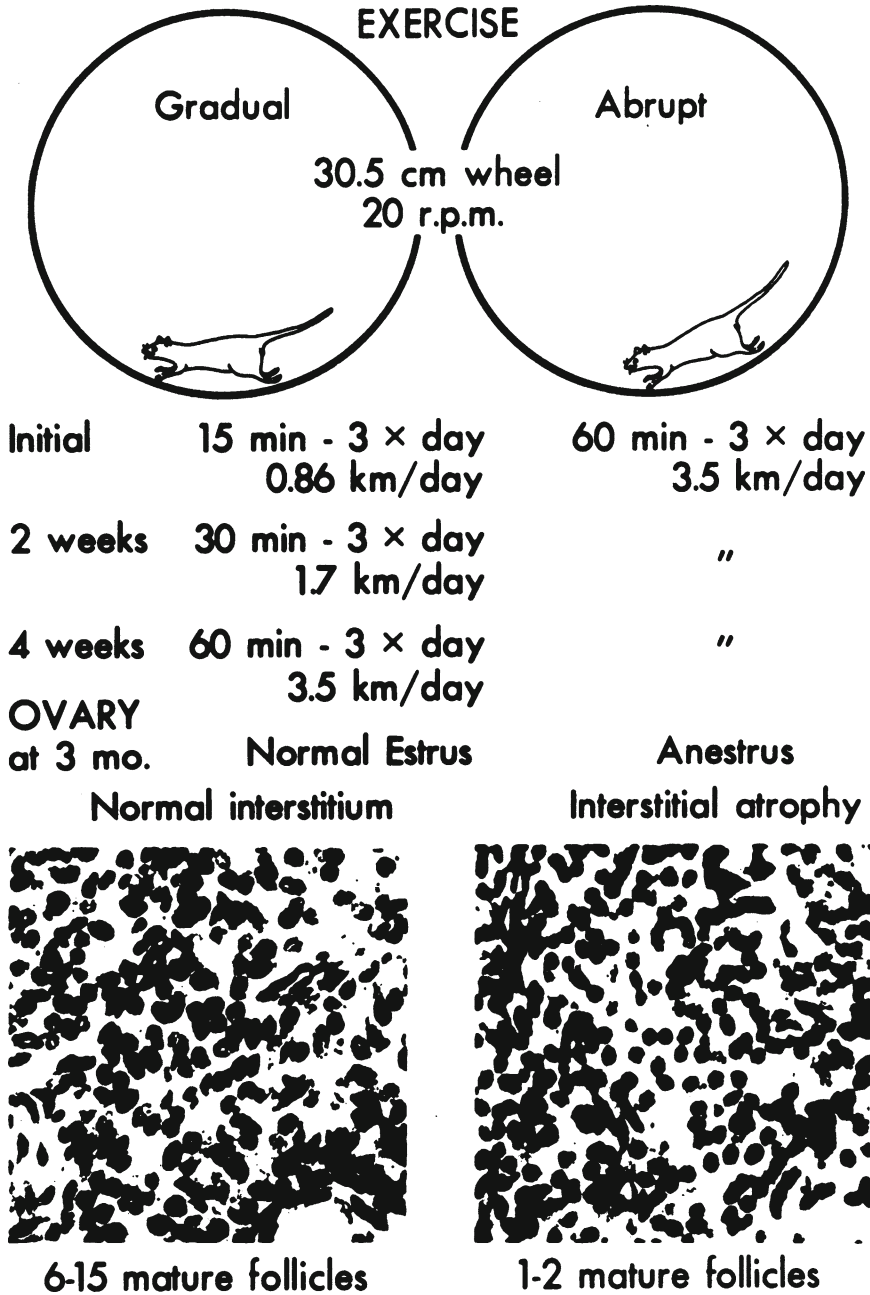 EXERCISE
Gradual
Abrupt
30.5 cm wheel
20 r.p.m.
Initial 15 min - 3 × day 60 min - 3 × day
0.86 km/day 3.5 km/day
2 weeks 30 min - 3 × day "
1.7 km/day
4 weeks 60 min - 3 × day "
3.5 km/day
OVARY
at 3 mo. Normal Estrus Anestrus
Normal interstitium Interstitial atrophy
6-15 mature follicles 1-2 mature follicles